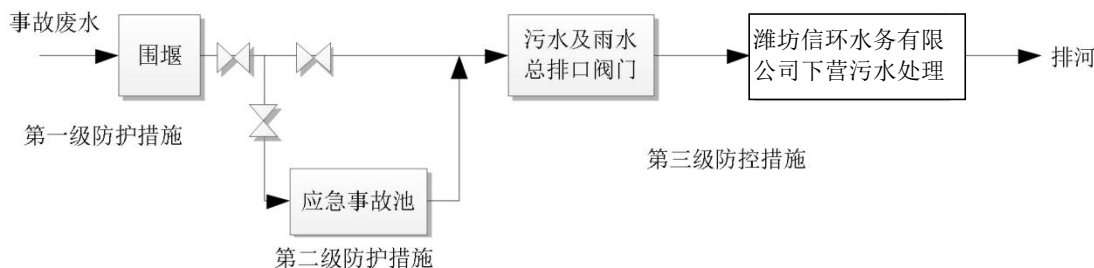 事故废水
围堰
污水及雨水
总排口阀门
潍坊信环水务有限
公司下营污水处理
排河
第一级防护措施
第三级防控措施
应急事故池
第二级防护措施